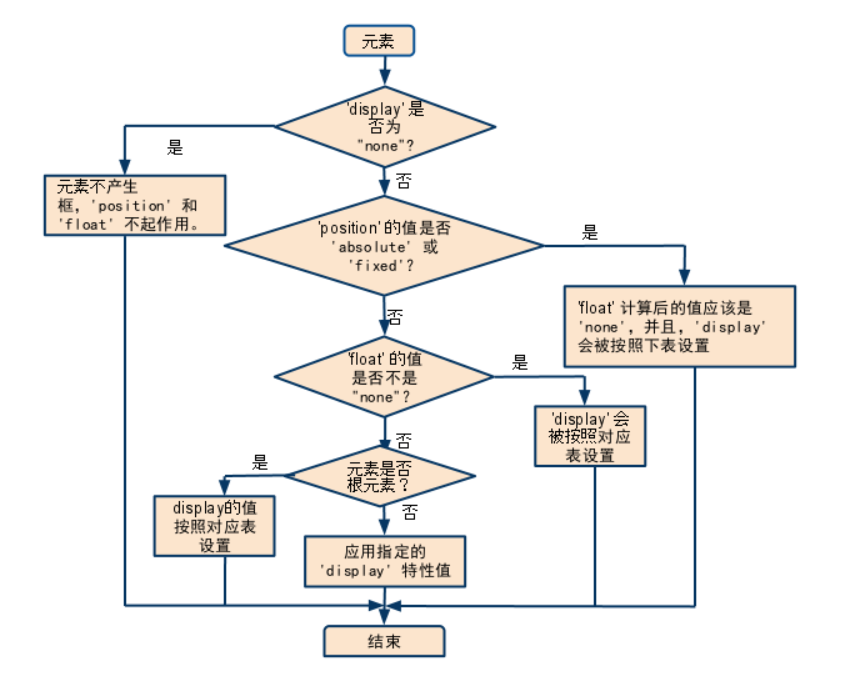 元素
'display'是
否为
"none"?
是
否
元素不产生
框，'position' 和
'float' 不起作用。
'position'的值是否
'absolute' 或
'fixed'?
是
否
'float' 计算后的值应该是
'none'，并且，'display'
会被按照下表设置
'float' 的值
是否不是
"none"?
是
否
'display'会
被按照对应
表设置
元素是否
根元素？
是
否
display的值
按照对应表
设置
应用指定的
'display' 特性值
结束